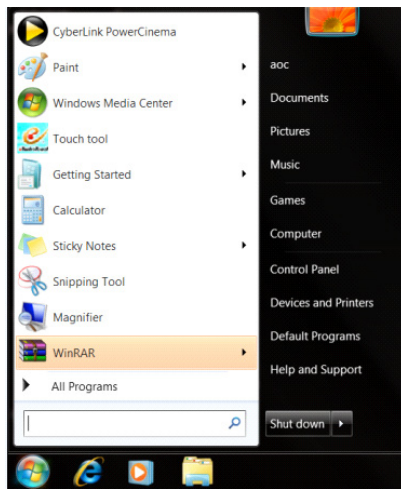 CyberLink PowerCinema
Paint
Windows Media Center
Touch tool
Getting Started
Calculator
Sticky Notes
Snipping Tool
Magnifier
WinRAR
All Programs
aoc
Documents
Pictures
Music
Games
Computer
Control Panel
Devices and Printers
Default Programs
Help and Support
Shut down